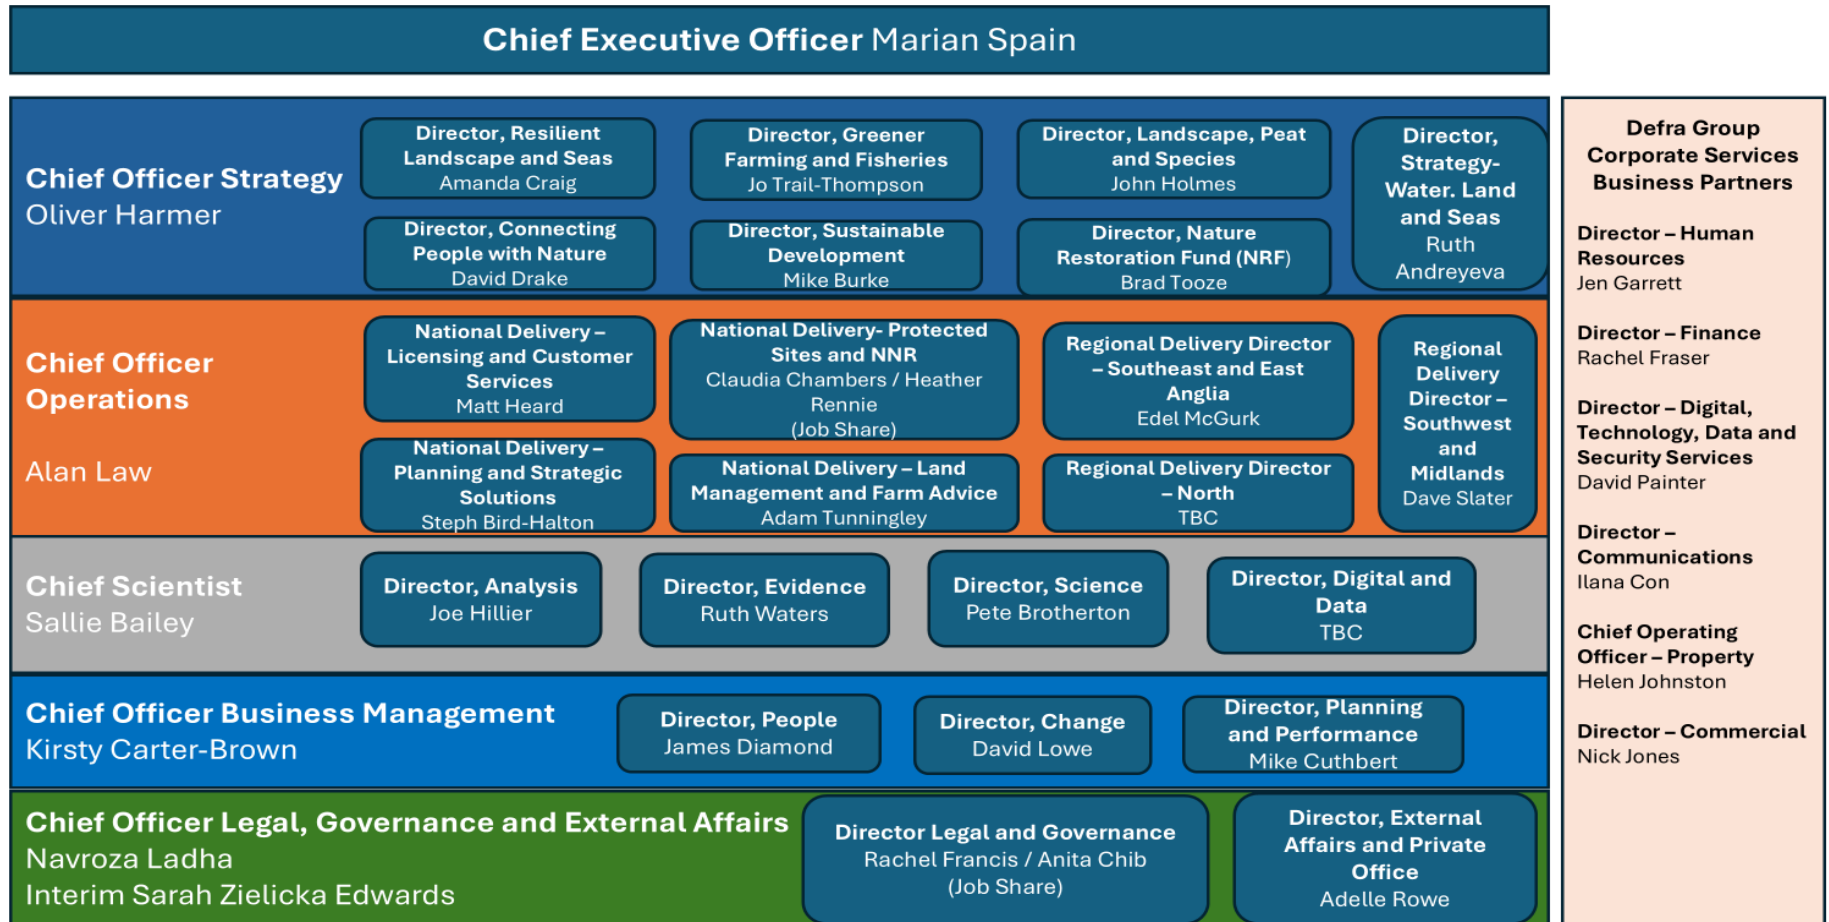 Chief Executive Officer Marian Spain
Chief Officer Strategy
Oliver Harmer
Director, Resilient
Landscape and Seas
Amanda Craig
Director, Greener
Farming and Fisheries
Jo Trail-Thompson
Director, Landscape, Peat
and Species
John Holmes
Director,
Strategy-
Water. Land
and Seas
Ruth
Andreyeva
Director, Connecting
People with Nature
David Drake
Director, Sustainable
Development
Mike Burke
Director, Nature
Restoration Fund (NRF)
Brad Tooze
Chief Officer
Operations
Alan Law
National Delivery –
Licensing and Customer
Services
Matt Heard
National Delivery- Protected
Sites and NNR
Claudia Chambers / Heather
Rennie
(Job Share)
Regional Delivery Director
– Southeast and East
Anglia
Edel McGurk
Regional
Delivery
Director –
Southwest
and
Midlands
Dave Slater
National Delivery –
Planning and Strategic
Solutions
Steph Bird-Halton
National Delivery – Land
Management and Farm Advice
Adam Tunningley
Regional Delivery Director
– North
TBC
Chief Scientist
Sallie Bailey
Director, Analysis
Joe Hillier
Director, Evidence
Ruth Waters
Director, Science
Pete Brotherton
Director, Digital and
Data
TBC
Chief Officer Business Management
Kirsty Carter-Brown
Director, People
James Diamond
Director, Change
David Lowe
Director, Planning
and Performance
Mike Cuthbert
Chief Officer Legal, Governance and External Affairs
Navroza Ladha
Interim Sarah Zielicka Edwards
Director Legal and Governance
Rachel Francis / Anita Chib
(Job Share)
Director, External
Affairs and Private
Office
Adelle Rowe
Defra Group
Corporate Services
Business Partners
Director – Human
Resources
Jen Garrett
Director – Finance
Rachel Fraser
Director – Digital,
Technology, Data and
Security Services
David Painter
Director –
Communications
Ilana Con
Chief Operating
Officer – Property
Helen Johnston
Director – Commercial
Nick Jones